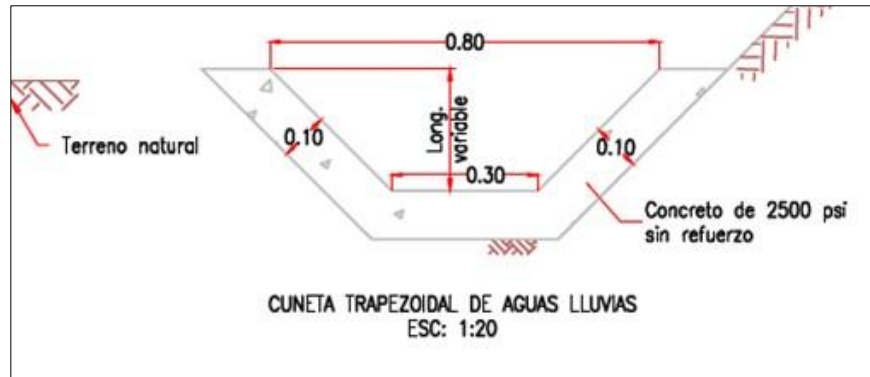 0.80
Long.
variable
Terreno natural
0.10
0.10
0.30
Concreto de 2500 psi
sin refuerzo
CUNETA TRAPEZOIDAL DE AGUAS LLUVIAS
ESC: 1:20